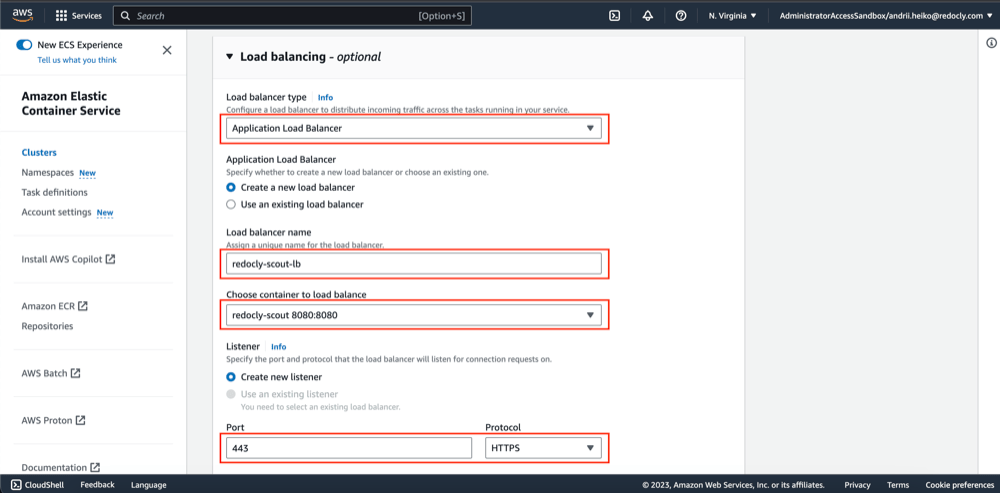 aws
Services
Search
[Option+S]
N. Virginia
AdministratorAccessSandbox/andrii.heiko@redocly.com
New ECS Experience
Tell us what you think
Amazon Elastic
Container Service
Clusters
Namespaces New
Task definitions
Account settings New
Install AWS Copilot
Amazon ECR
Repositories
AWS Batch
AWS Proton
Documentation
Load balancing - optional
Load balancer type Info
Configure a load balancer to distribute incoming traffic across the tasks running in your service.
Application Load Balancer
Application Load Balancer
Specify whether to create a new load balancer or choose an existing one.
Create a new load balancer
Use an existing load balancer
Load balancer name
Assign a unique name for the load balancer.
redocly-scout-lb
Choose container to load balance
redocly-scout 8080:8080
Listener Info
Specify the port and protocol that the load balancer will listen for connection requests on.
Create new listener
Use an existing listener
You need to select an existing load balancer.
Port Protocol
443 HTTPS
CloudShell Feedback Language
© 2023, Amazon Web Services, Inc. or its affiliates. Privacy Terms Cookie preferences